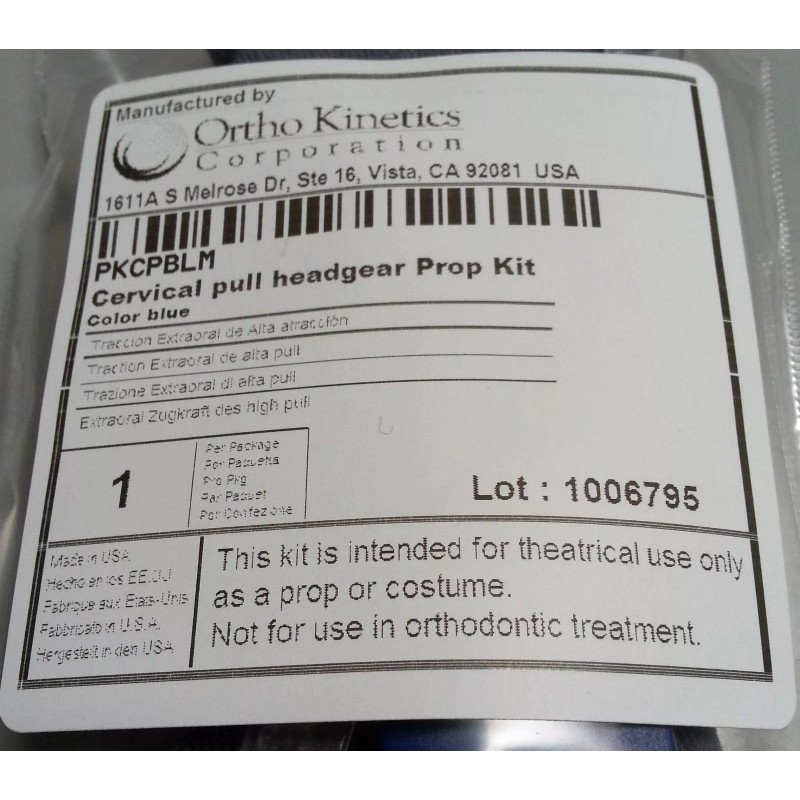 Manufactured by
Ortho Kinetics
Corporation
1611A S Melrose Dr, Ste 16, Vista, CA 92081 USA
PKCPBLM
Cervical pull headgear Prop Kit
Color blue
Traccion Extraoral de Alta atracción
Traction Extraoral de alta pull
Trazione Extraoral di alta pull
Extraoral Zugkraft des high pull
1
Per Package
Por Paqueta
Pro Pkg
Par Paquet
Por Confezione
Lot : 1006795
Made in USA
Hecho en los EE.UU
Fabrique aux Etats-Unis
Fabbricato in U.S.A.
Hergestellt in den USA
This kit is intended for theatrical use only
as a prop or costume.
Not for use in orthodontic treatment.